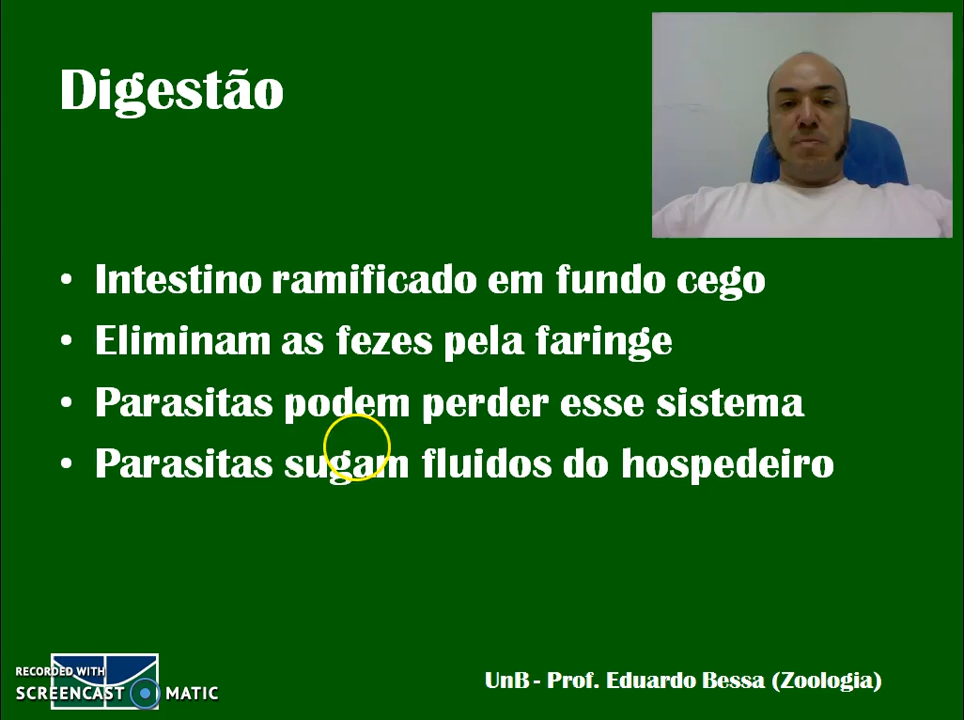 Digestão
• Intestino ramificado em fundo cego
• Eliminam as fezes pela faringe
• Parasitas podem perder esse sistema
• Parasitas sugam fluidos do hospedeiro
RECORDED WITH
SCREENCAST MATIC
UnB - Prof. Eduardo Bessa (Zoologia)